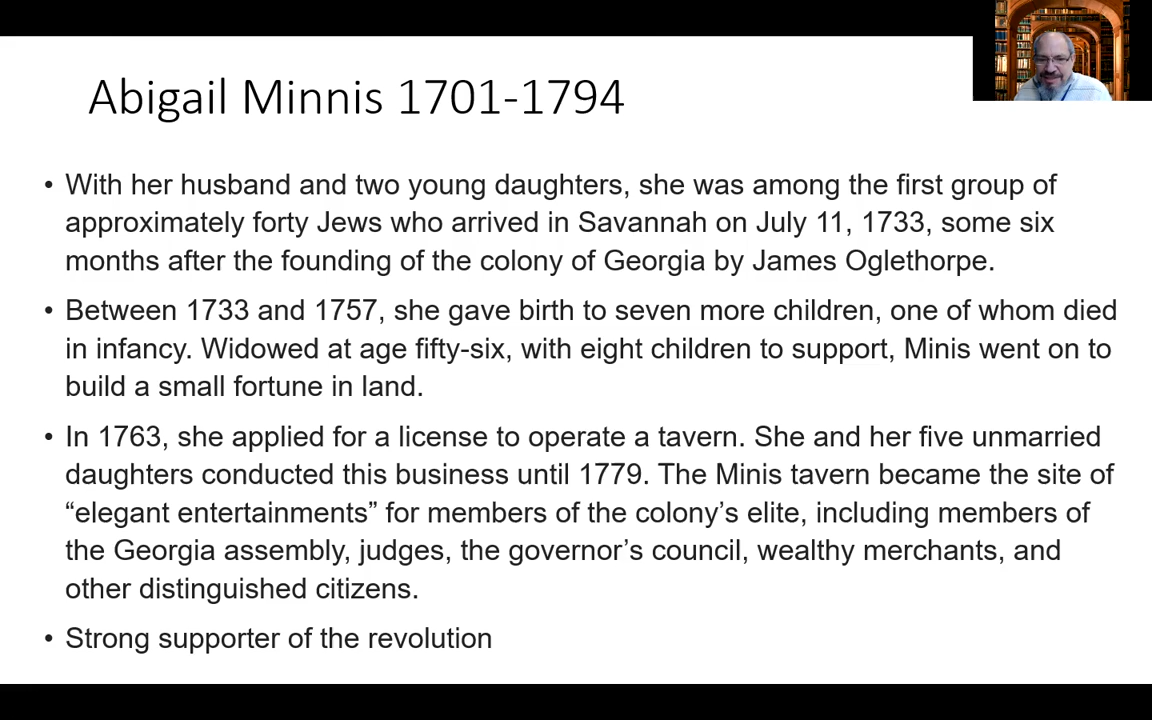 Abigail Minnis 1701-1794
• With her husband and two young daughters, she was among the first group of
approximately forty Jews who arrived in Savannah on July 11, 1733, some six
months after the founding of the colony of Georgia by James Oglethorpe.
• Between 1733 and 1757, she gave birth to seven more children, one of whom died
in infancy. Widowed at age fifty-six, with eight children to support, Minis went on to
build a small fortune in land.
• In 1763, she applied for a license to operate a tavern. She and her five unmarried
daughters conducted this business until 1779. The Minis tavern became the site of
“elegant entertainments” for members of the colony’s elite, including members of
the Georgia assembly, judges, the governor’s council, wealthy merchants, and
other distinguished citizens.
• Strong supporter of the revolution